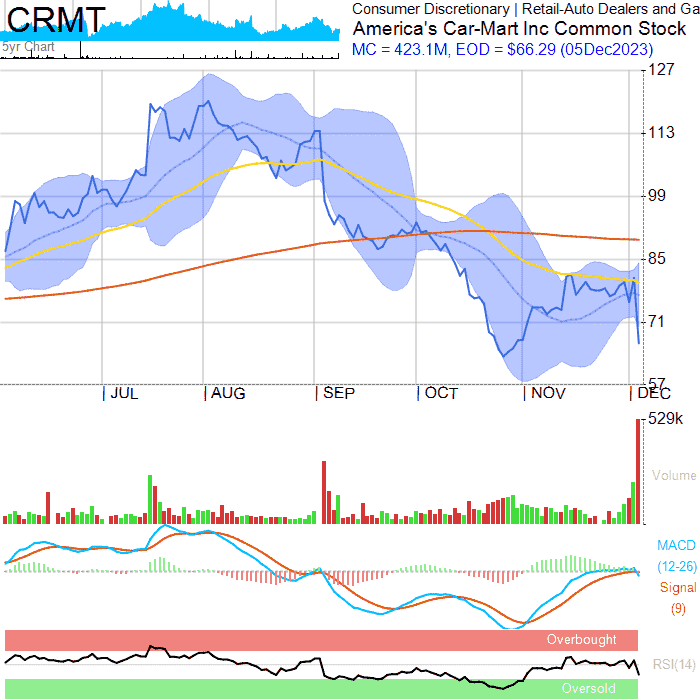 CRMT
Consumer Discretionary | Retail-Auto Dealers and Ga
America's Car-Mart Inc Common Stock
5yr Chart
MC = 423.1M, EOD = $66.29 (05Dec2023)
127
113
99
85
71
57
| JUL | AUG | SEP | OCT | NOV | DEC
529k
Volume
MACD
(12-26)
Signal
(9)
Overbought
RSI(14)
Oversold